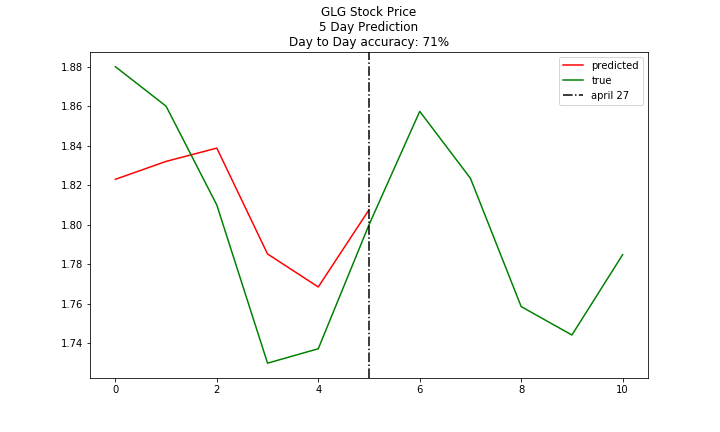 GLG Stock Price
5 Day Prediction
Day to Day accuracy: 71%
predicted
true
april 27
1.88
1.86
1.84
1.82
1.80
1.78
1.76
1.74
0 2 4 6 8 10